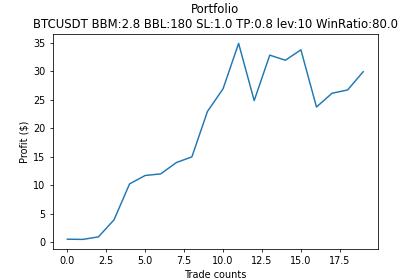 Portfolio
BTCUSDT BBM:2.8 BBL:180 SL:1.0 TP:0.8 lev:10 WinRatio:80.0
35
30
25
20
15
10
5
0
Profit ($)
0.0 2.5 5.0 7.5 10.0 12.5 15.0 17.5
Trade counts